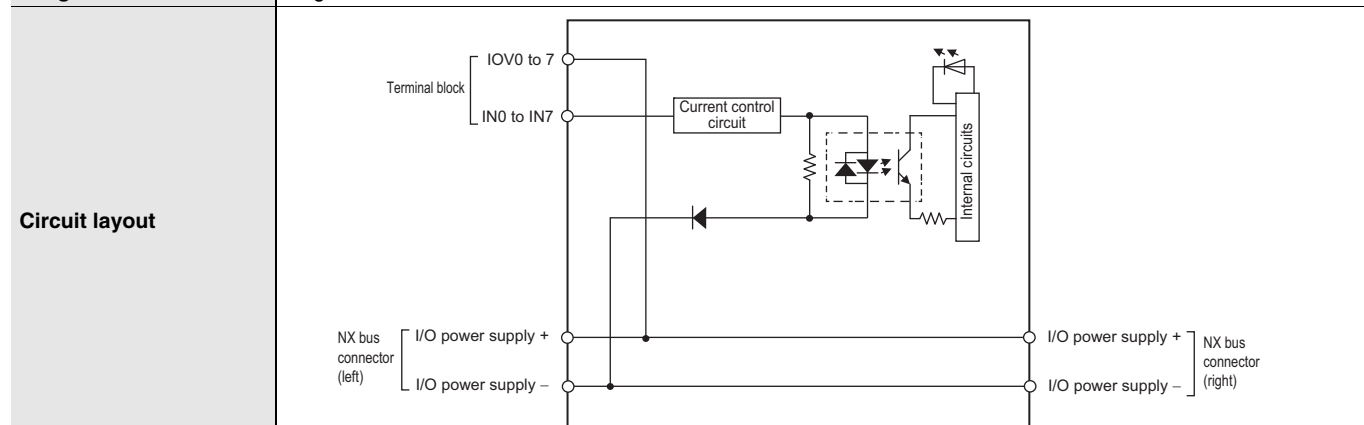 Circuit layout
Terminal block
IOV0 to 7
IN0 to IN7
Current control
circuit
Internal circuits
NX bus
connector
(left)
I/O power supply +
I/O power supply −
I/O power supply +
I/O power supply −
NX bus
connector
(right)